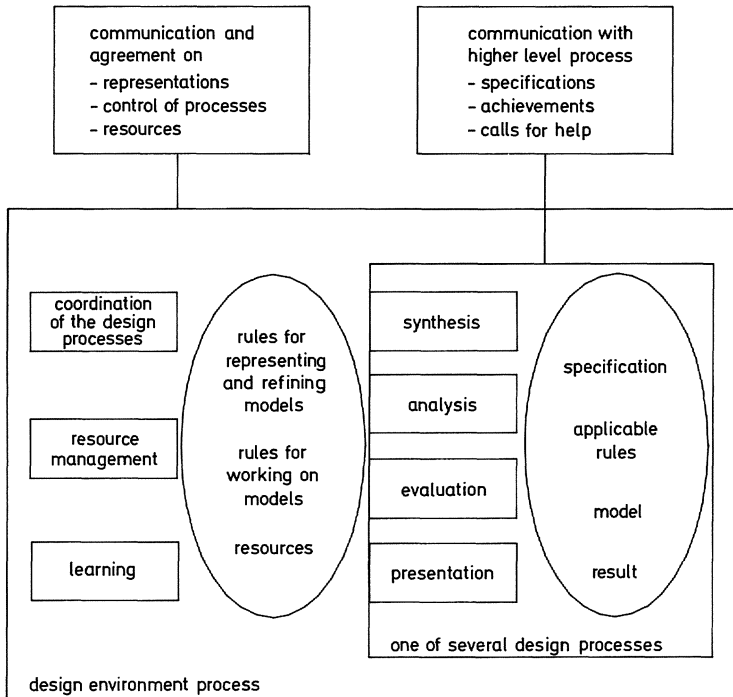 communication and
agreement on
- representations
- control of processes
- resources
communication with
higher level process
- specifications
- achievements
- calls for help
coordination
of the design
processes
resource
management
learning
rules for
representing
and refining
models
rules for
working on
models
resources
synthesis
analysis
evaluation
presentation
specification
applicable
rules
model
result
one of several design processes
design environment process